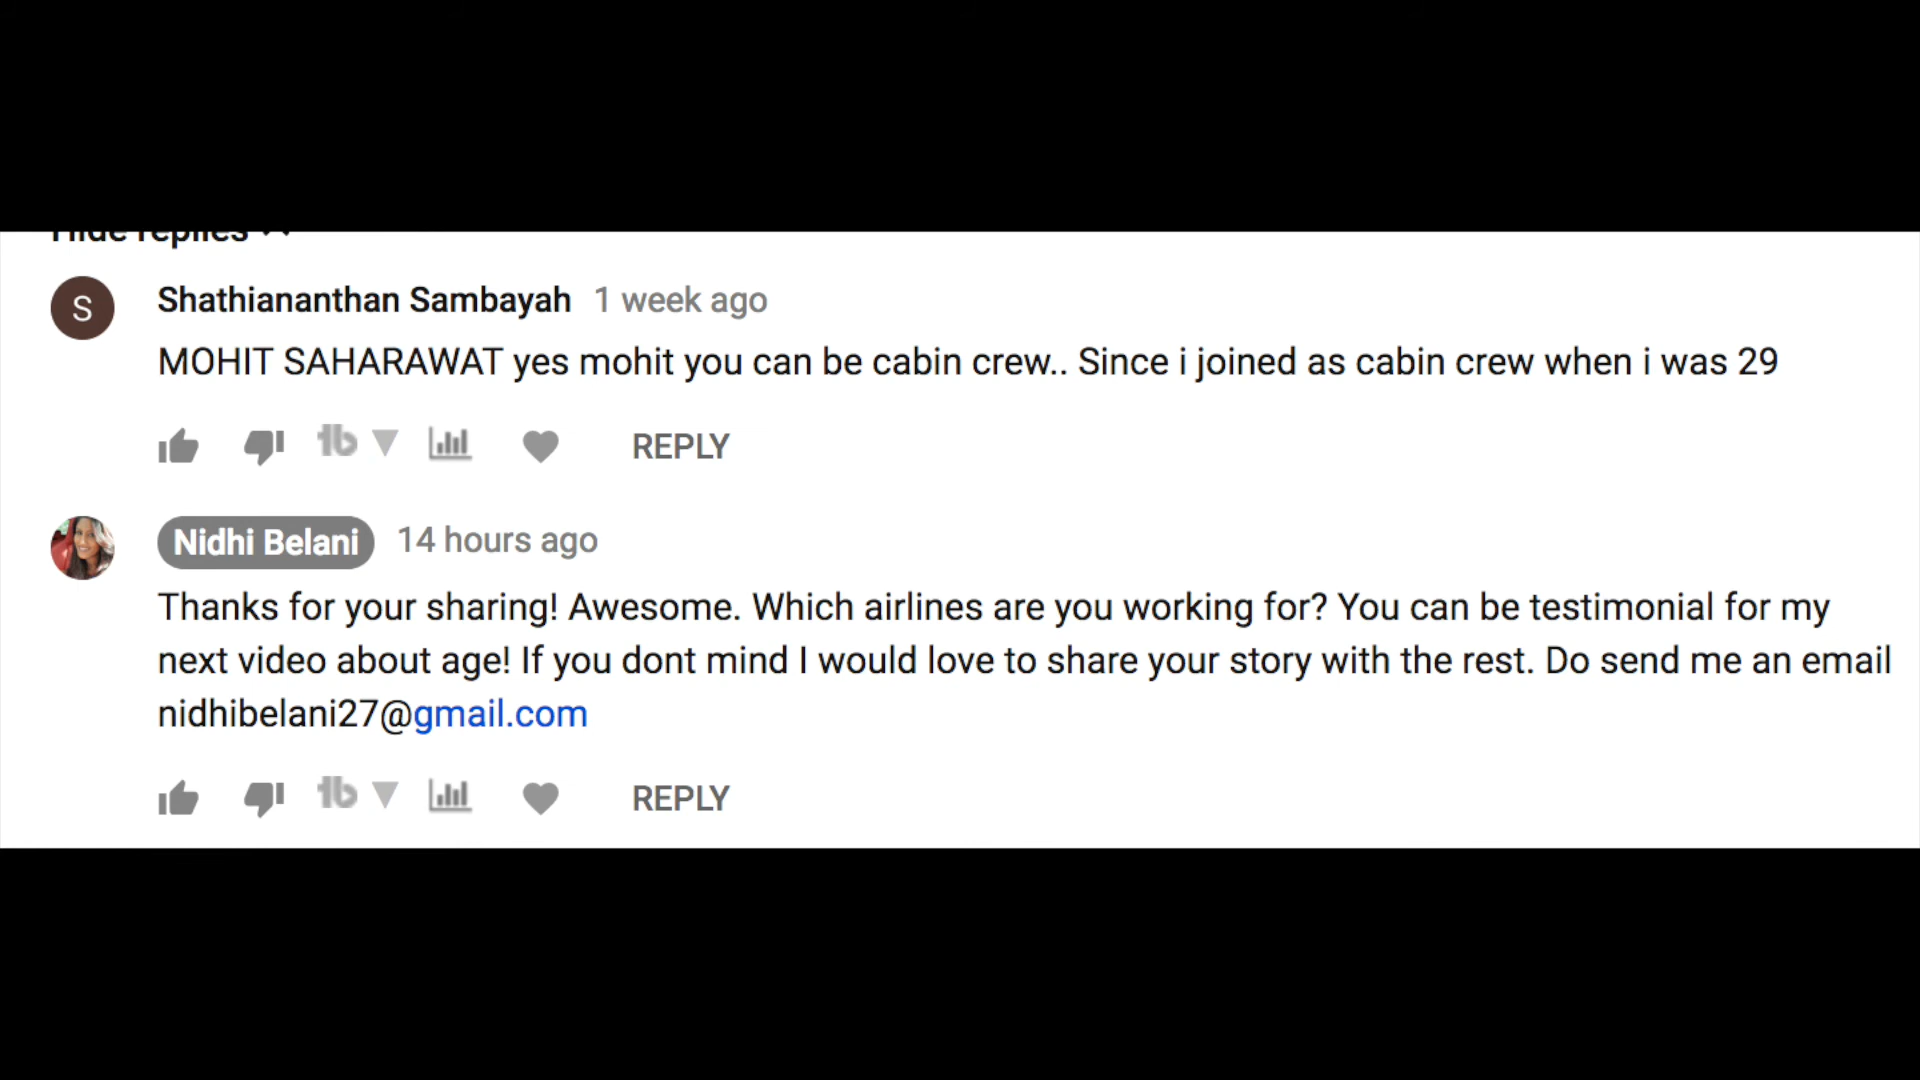 Hide replies
S
Shathiananthan Sambayah 1 week ago
MOHIT SAHARAWAT yes mohit you can be cabin crew.. Since i joined as cabin crew when i was 29
REPLY
Nidhi Belani 14 hours ago
Thanks for your sharing! Awesome. Which airlines are you working for? You can be testimonial for my
next video about age! If you dont mind I would love to share your story with the rest. Do send me an email
nidhibelani27@gmail.com
REPLY